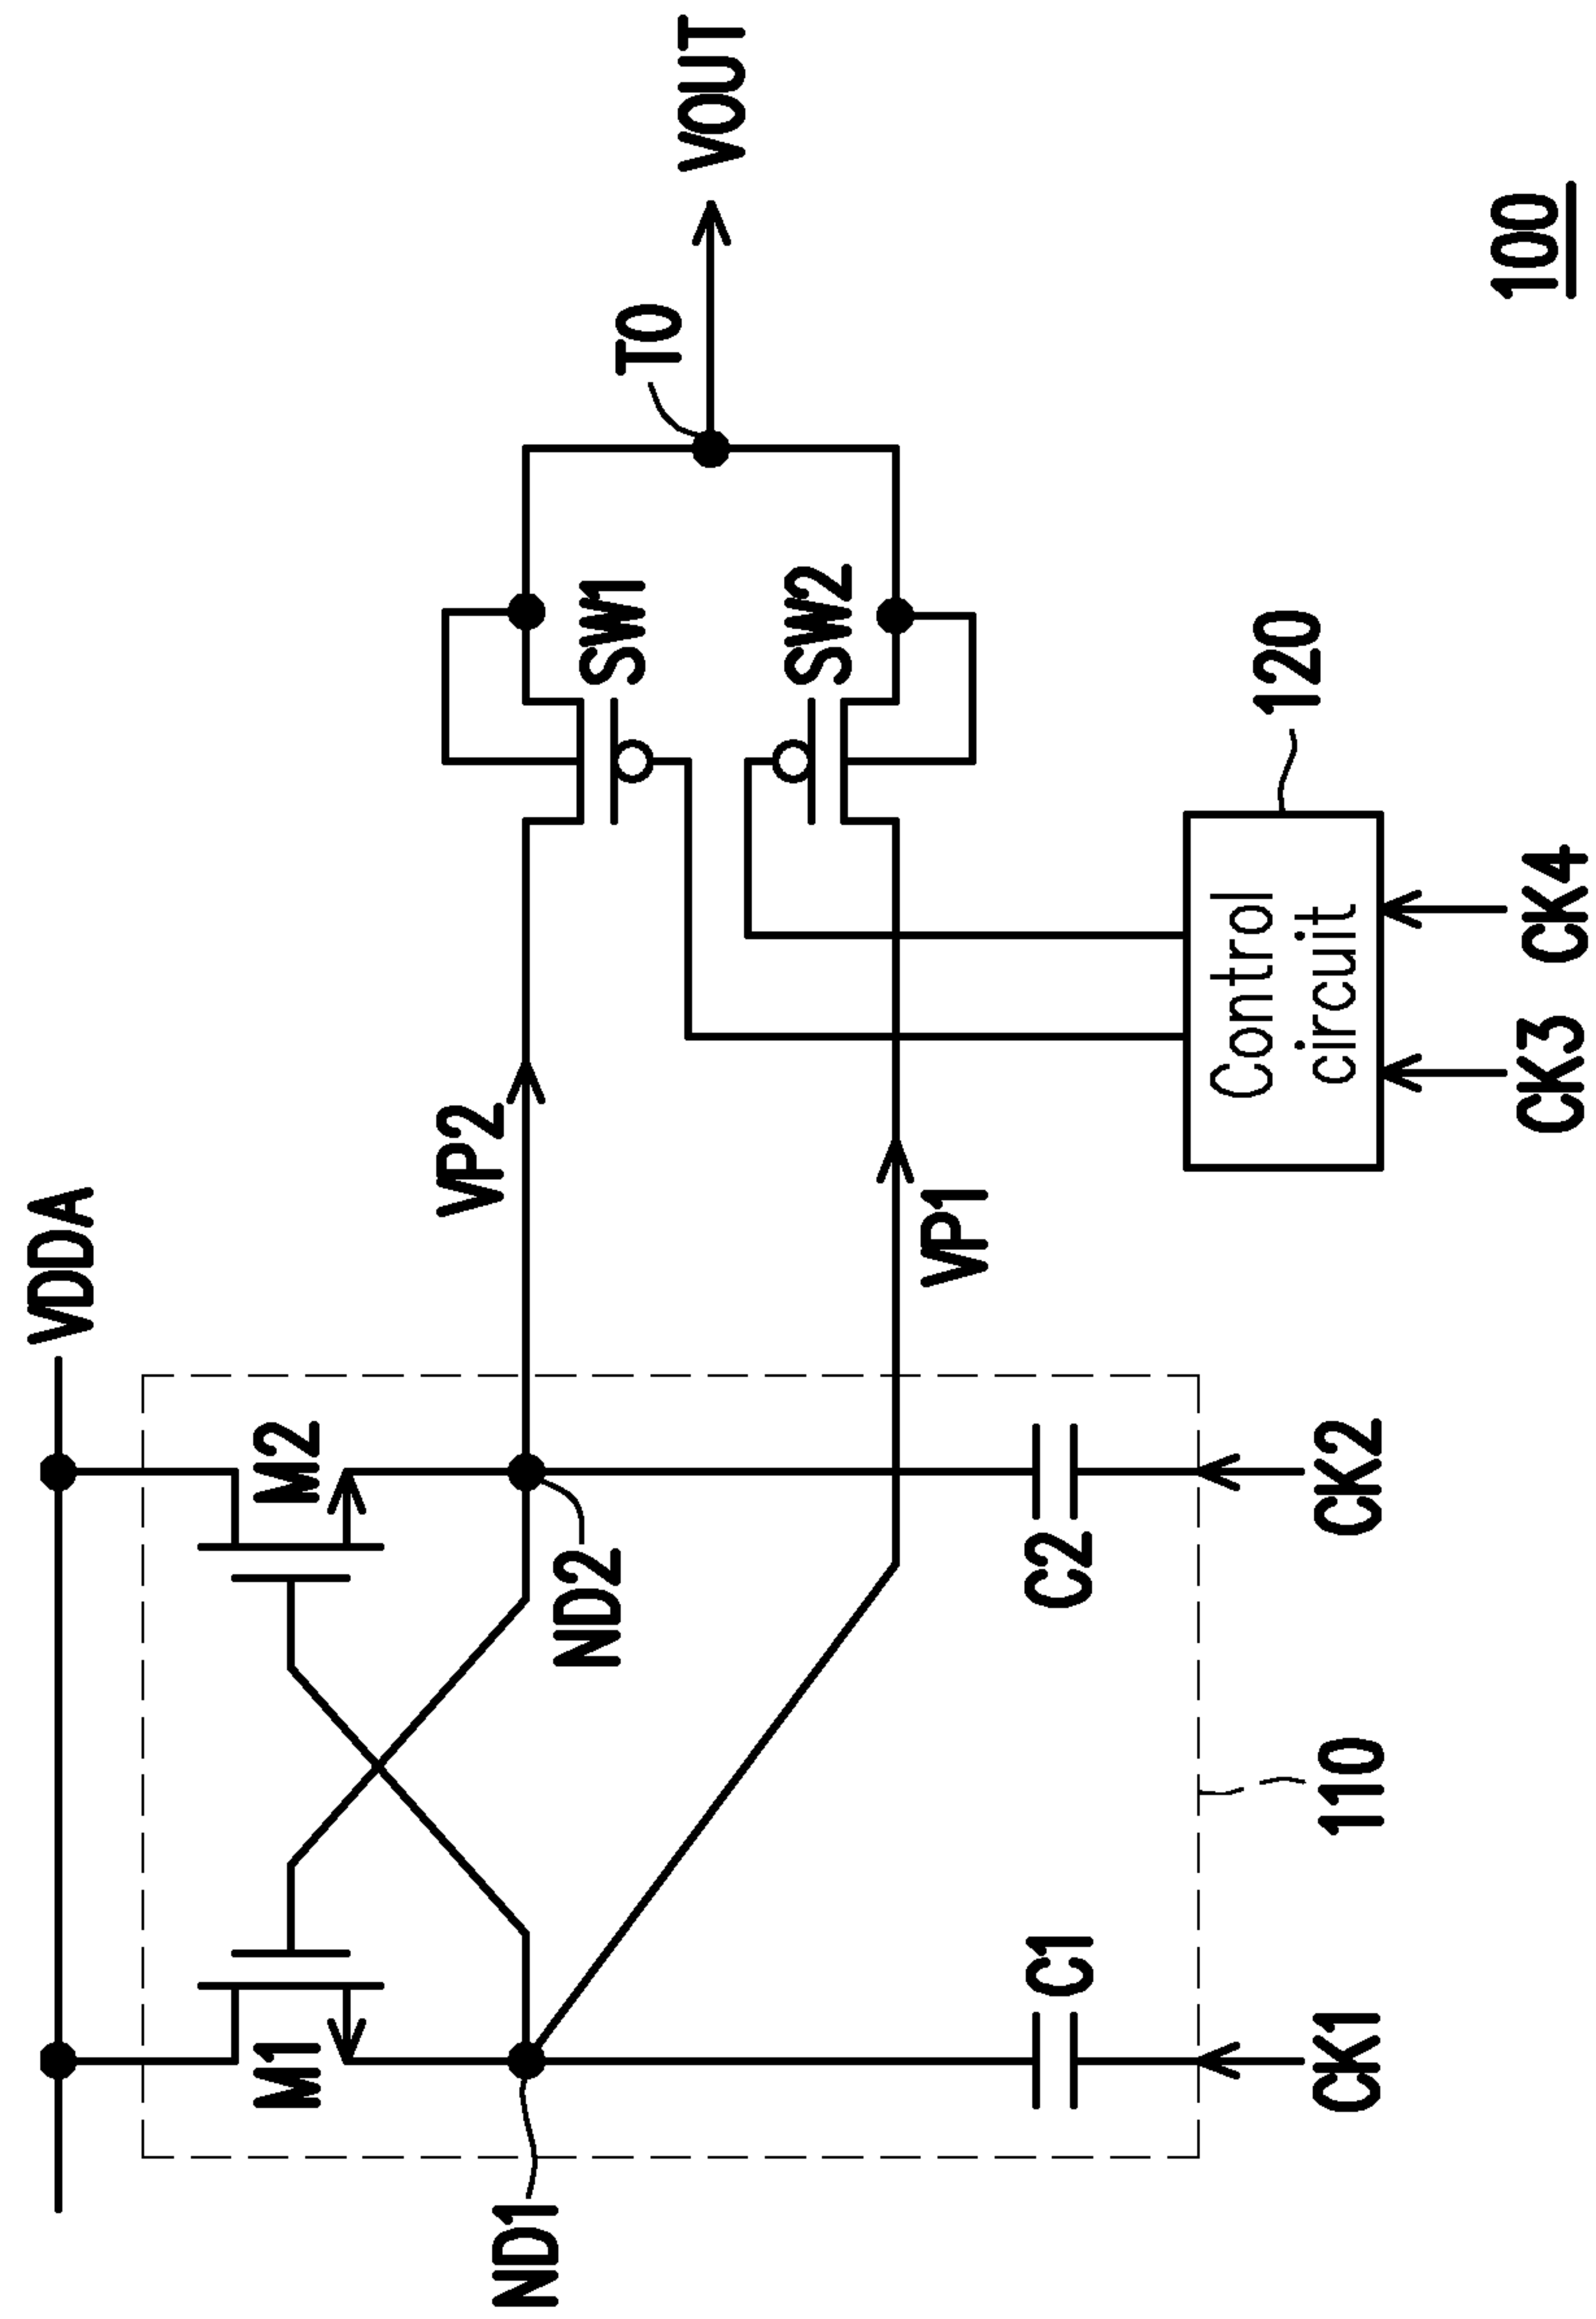 VDDA
M1
M2
VP2
ND1
ND2
SW1
T0
VOUT
SW2
VP1
C1
C2
Control
circuit
120
CK1
110
CK2
CK3
CK4
100